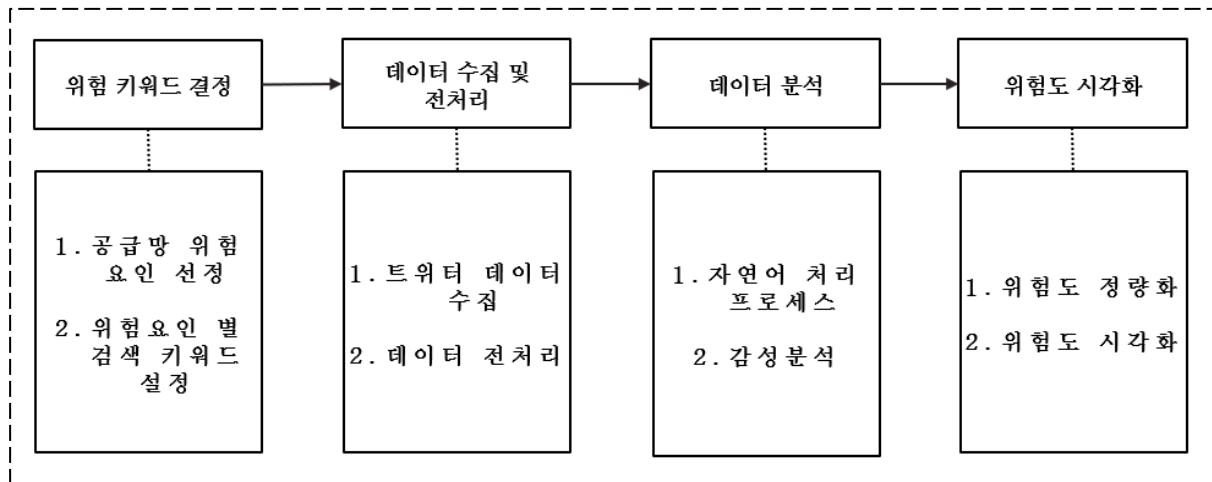 위험 키워드 결정
데이터 수집 및
전처리
데이터 분석
위험도 시각화
1.공급망 위험
요인 선정
2.위험요인 별
검색 키워드
설정
1.트위터 데이터
수집
2.데이터 전처리
1.자연어 처리
프로세스
2.감성분석
1.위험도 정량화
2.위험도 시각화